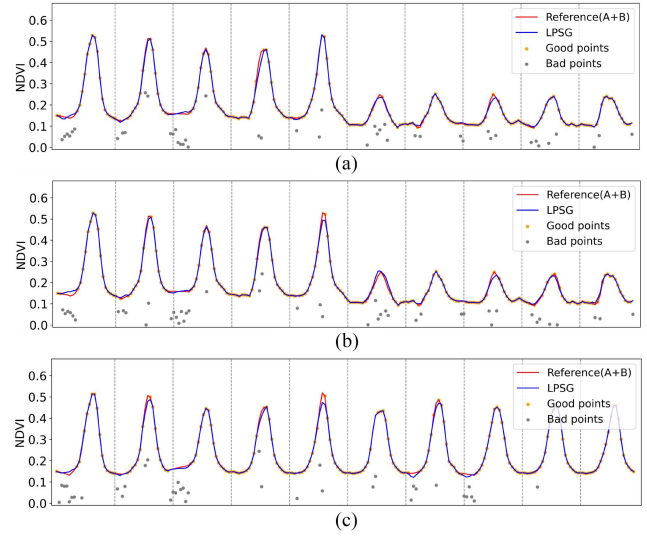 0.6
0.5
0.4
0.3
0.2
0.1
0.0
NDVI
Reference(A+B)
LPSG
Good points
Bad points
(a)
0.6
0.5
0.4
0.3
0.2
0.1
0.0
NDVI
Reference(A+B)
LPSG
Good points
Bad points
(b)
0.6
0.5
0.4
0.3
0.2
0.1
0.0
NDVI
Reference(A+B)
LPSG
Good points
Bad points
(c)